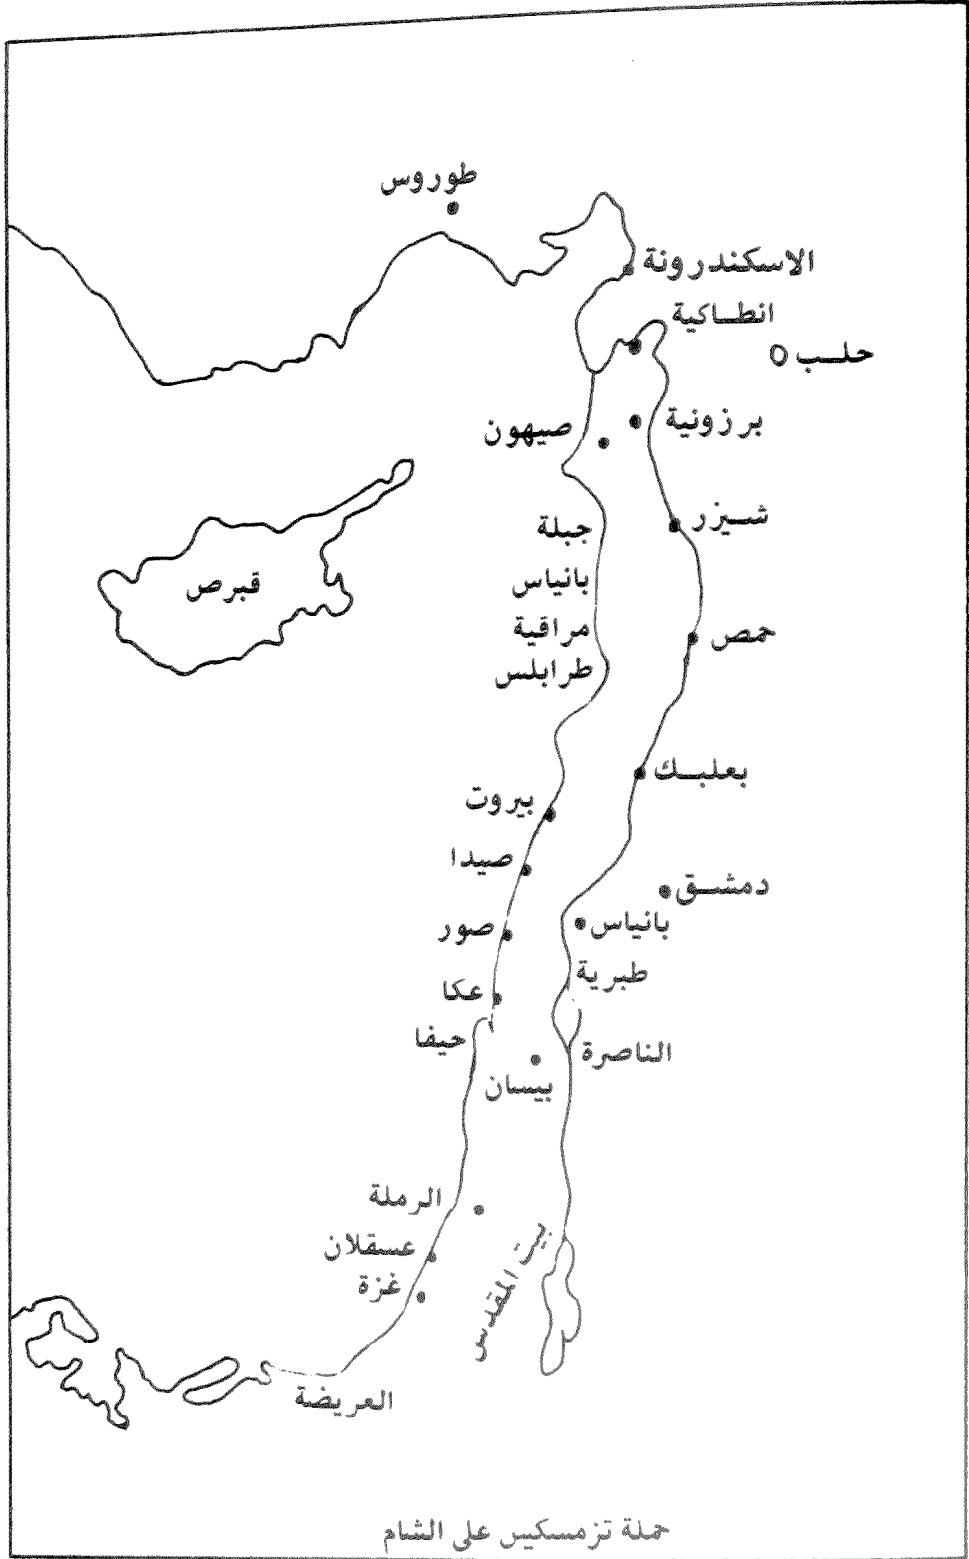 طوروس
الاسكندرونة
انطاكية
حلب
برزونية
صيهون
شيزر
جبلة
بانياس
قبرص
مراقية
حمص
طرابلس
بعلبك
بيروت
صيدا
دمشق
بانياس
صور
طبرية
عكا
حيفا
الناصرة
بيسان
الرملة
عسقلان
بيت المقدس
غزة
العريضة
حملة تزمسكيس على الشام